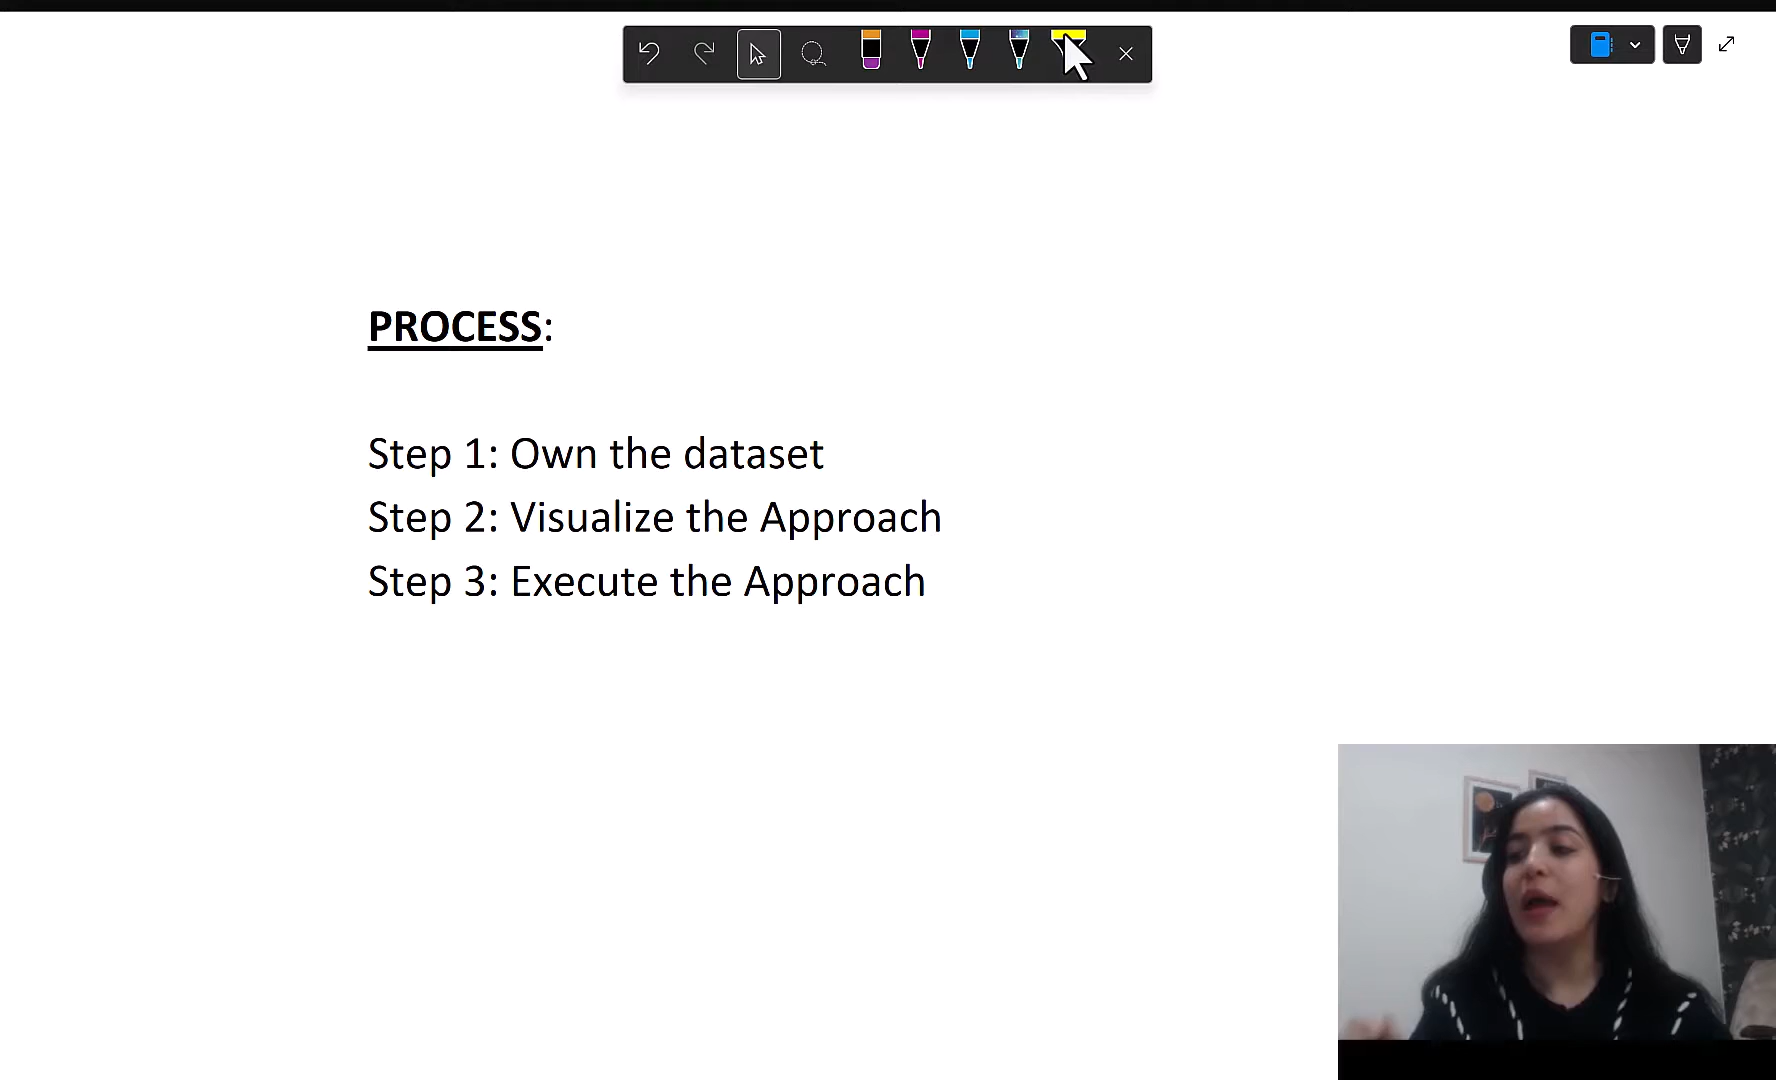 PROCESS:
Step 1: Own the dataset
Step 2: Visualize the Approach
Step 3: Execute the Approach